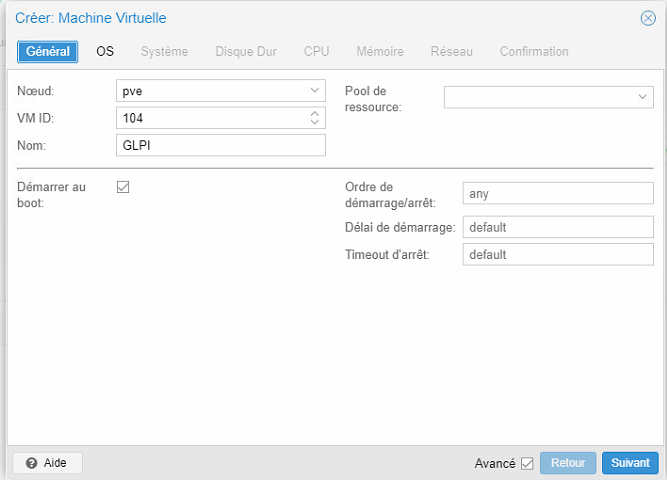 Créer: Machine Virtuelle
Général OS Système Disque Dur CPU Mémoire Réseau Confirmation
Nœud: pve
VM ID: 104
Nom: GLPI
Pool de
ressource:
Démarrer au
boot:
Ordre de
démarrage/arrêt: any
Délai de démarrage: default
Timeout d'arrêt: default
Aide
Avancé Retour Suivant